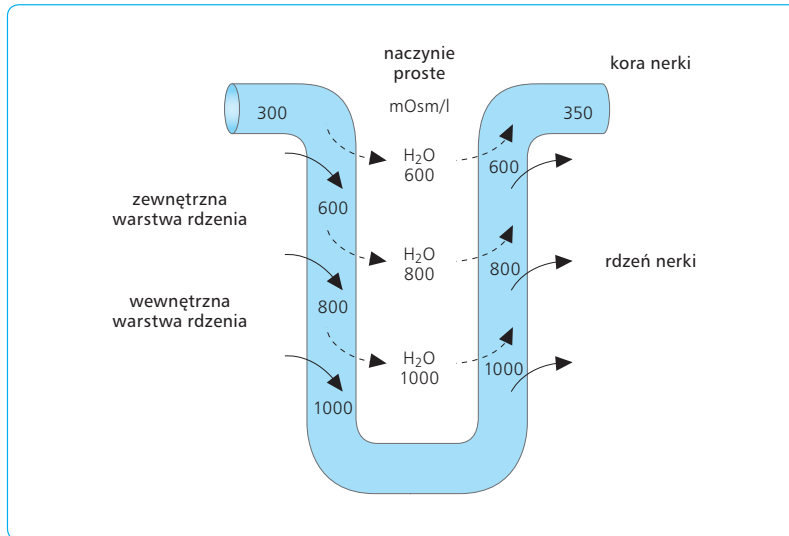 naczynie
proste
kora nerki
mOsm/l
300
350
H₂O
600
600
zewnętrzna
warstwa rdzenia
600
H₂O
800
800
rdzeń nerki
wewnętrzna
warstwa rdzenia
800
H₂O
1000
1000
1000